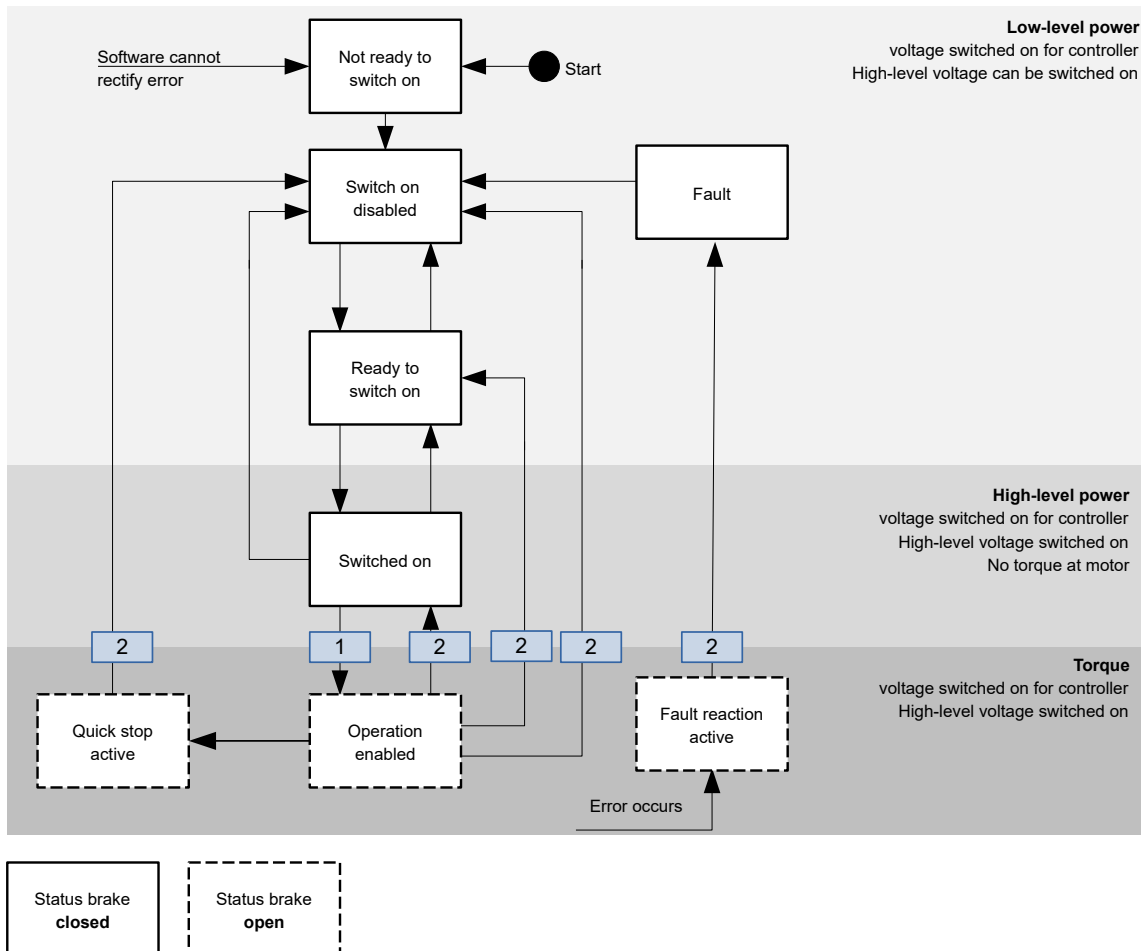 Low-level power
voltage switched on for controller
High-level voltage can be switched on
Software cannot
rectify error
Not ready to
switch on
Start
Switch on
disabled
Fault
Ready to
switch on
High-level power
voltage switched on for controller
High-level voltage switched on
No torque at motor
Switched on
2
1
2
2
2
2
Torque
voltage switched on for controller
High-level voltage switched on
Quick stop
active
Operation
enabled
Fault reaction
active
Error occurs
Status brake
closed
Status brake
open